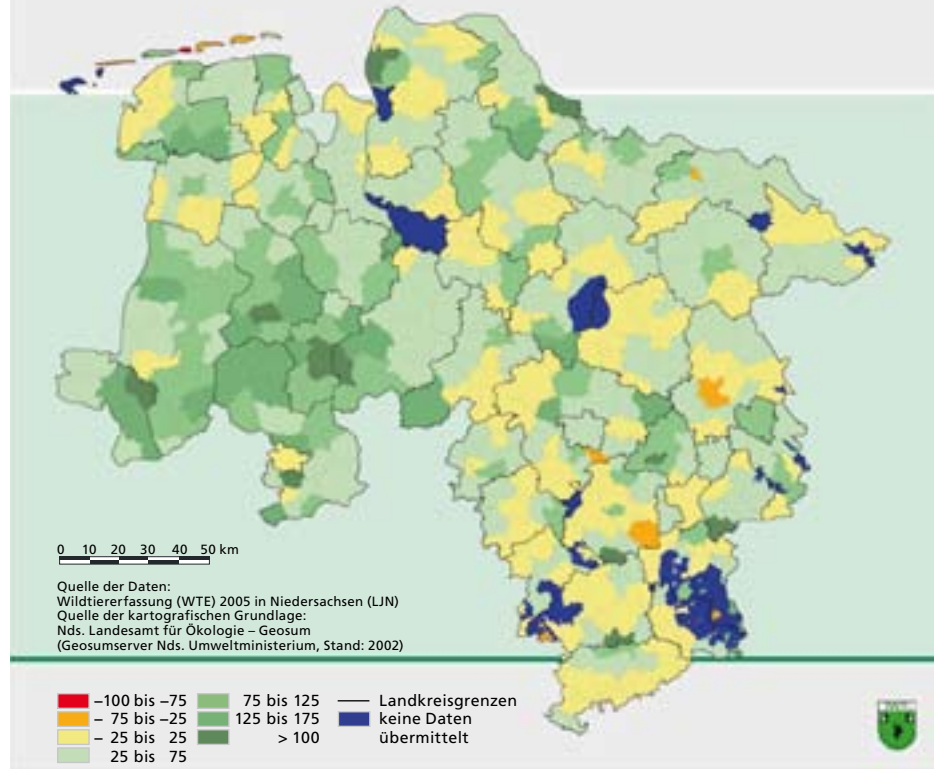 0 10 20 30 40 50 km
Quelle der Daten:
Wildtiererfassung (WTE) 2005 in Niedersachsen (LJN)
Quelle der kartografischen Grundlage:
Nds. Landesamt für Ökologie – Geosum
(Geosumserver Nds. Umweltministerium, Stand: 2002)
–100 bis –75
– 75 bis –25
– 25 bis 25
25 bis 75
75 bis 125
125 bis 175
> 100
Landkreisgrenzen
keine Daten
übermittelt